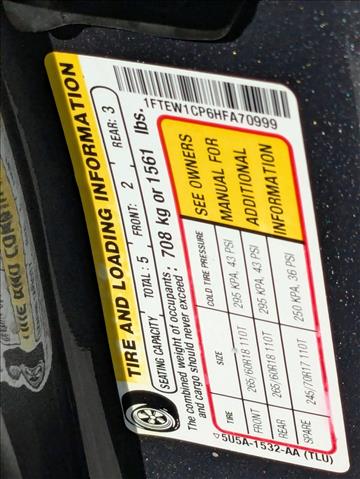 TIRE AND LOADING INFORMATION
SEATING CAPACITY TOTAL: 5 FRONT: 2 REAR: 3
The combined weight of occupants and cargo should never exceed: 708 kg or 1561 lbs.
TIRE SIZE COLD TIRE PRESSURE
FRONT 265/60R18 110T 295 KPA, 43 PSI
REAR 265/60R18 110T 295 KPA, 43 PSI
SPARE 245/70R17 110T 250 KPA, 36 PSI
SEE OWNERS
MANUAL FOR
ADDITIONAL
INFORMATION
1FTEW1CP6HFA70999
5U5A-1532-AA (TLU)